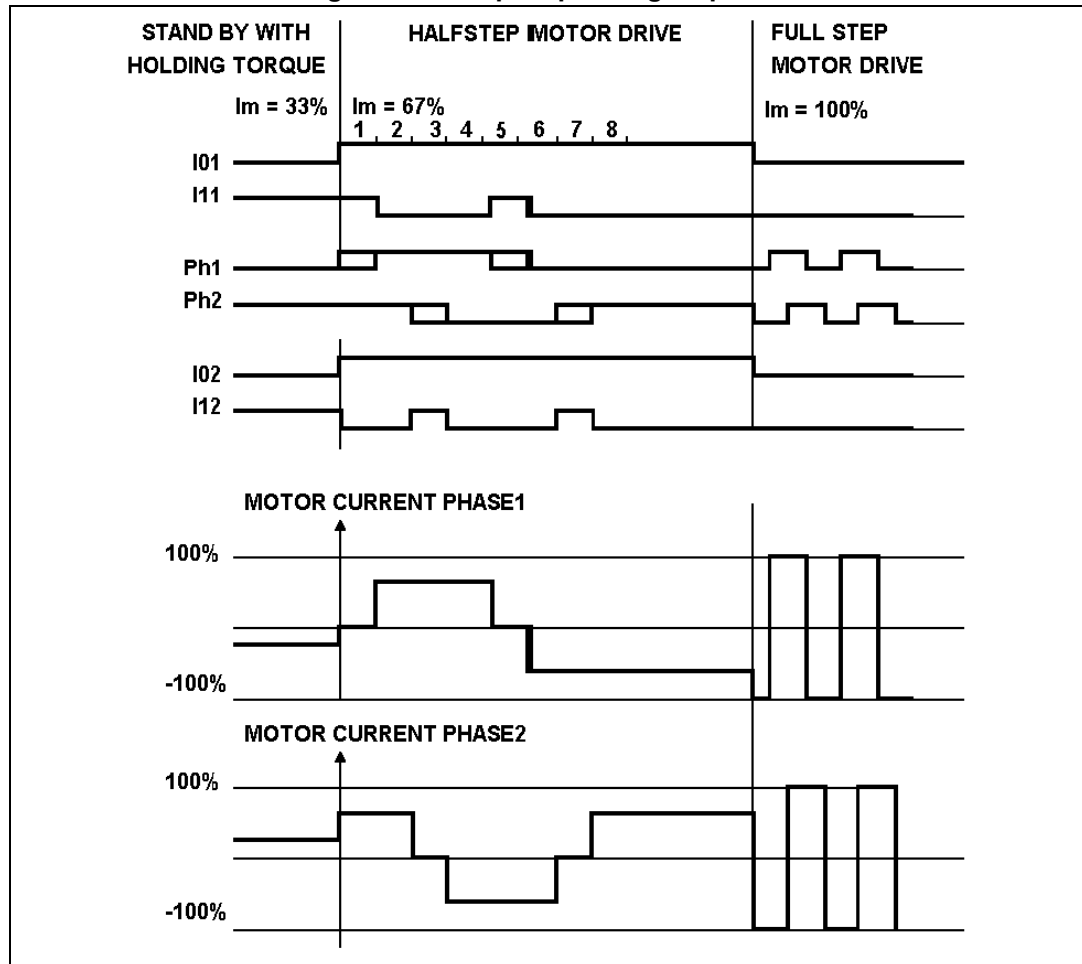 STAND BY WITH
HOLDING TORQUE
HALFSTEP MOTOR DRIVE
FULL STEP
MOTOR DRIVE
Im = 33%
Im = 67%
Im = 100%
1 2 3 4 5 6 7 8
I01
I11
Ph1
Ph2
I02
I12
MOTOR CURRENT PHASE1
100%
-100%
MOTOR CURRENT PHASE2
100%
-100%